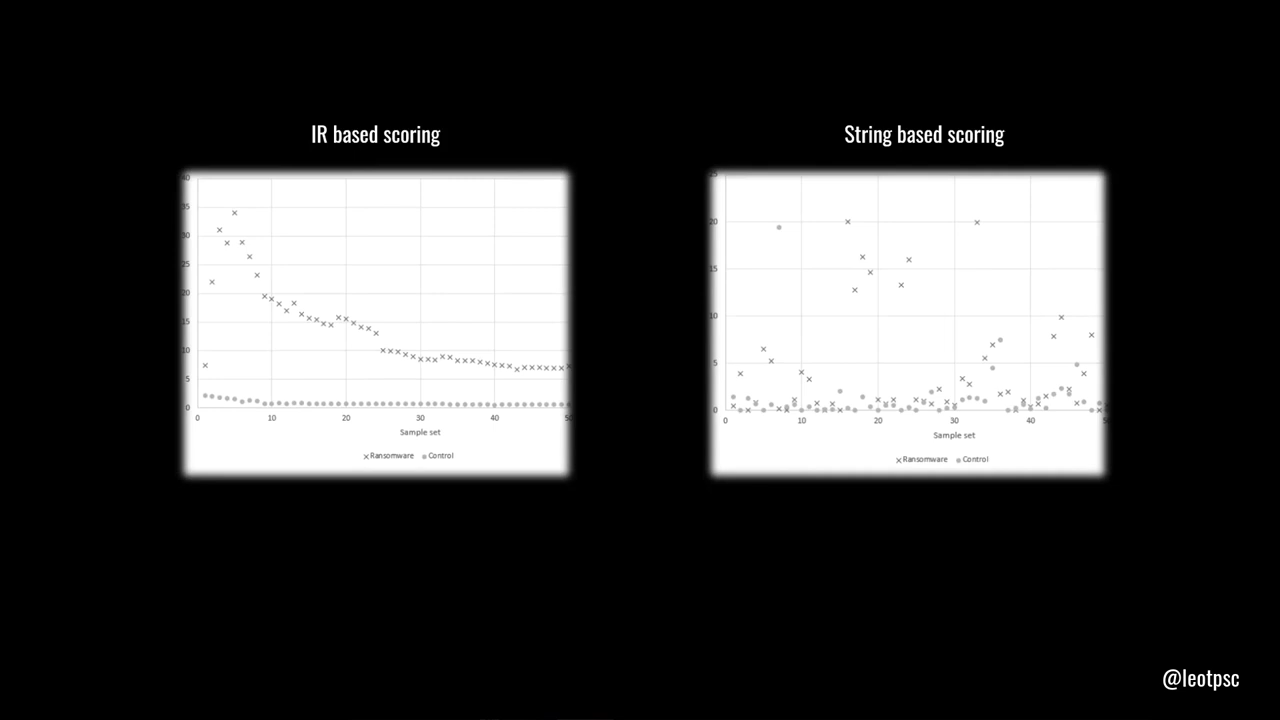 IR based scoring
String based scoring
40
35
30
25
20
15
10
5
0
0 10 20 30 40 50
Sample set
Ransomware Control
20
15
10
5
0
0 10 20 30 40
Sample set
Ransomware Control
@leotpsc